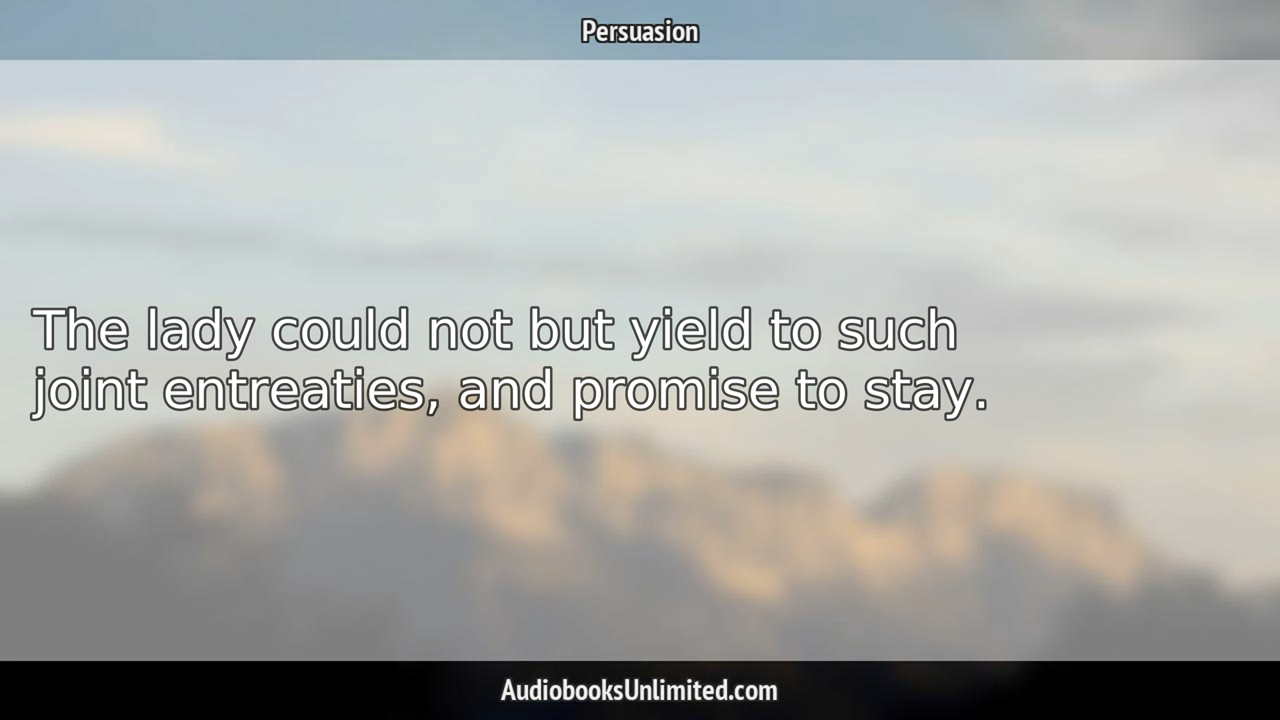 Persuasion
The lady could not but yield to such
joint entreaties, and promise to stay.
AudiobooksUnlimited.com